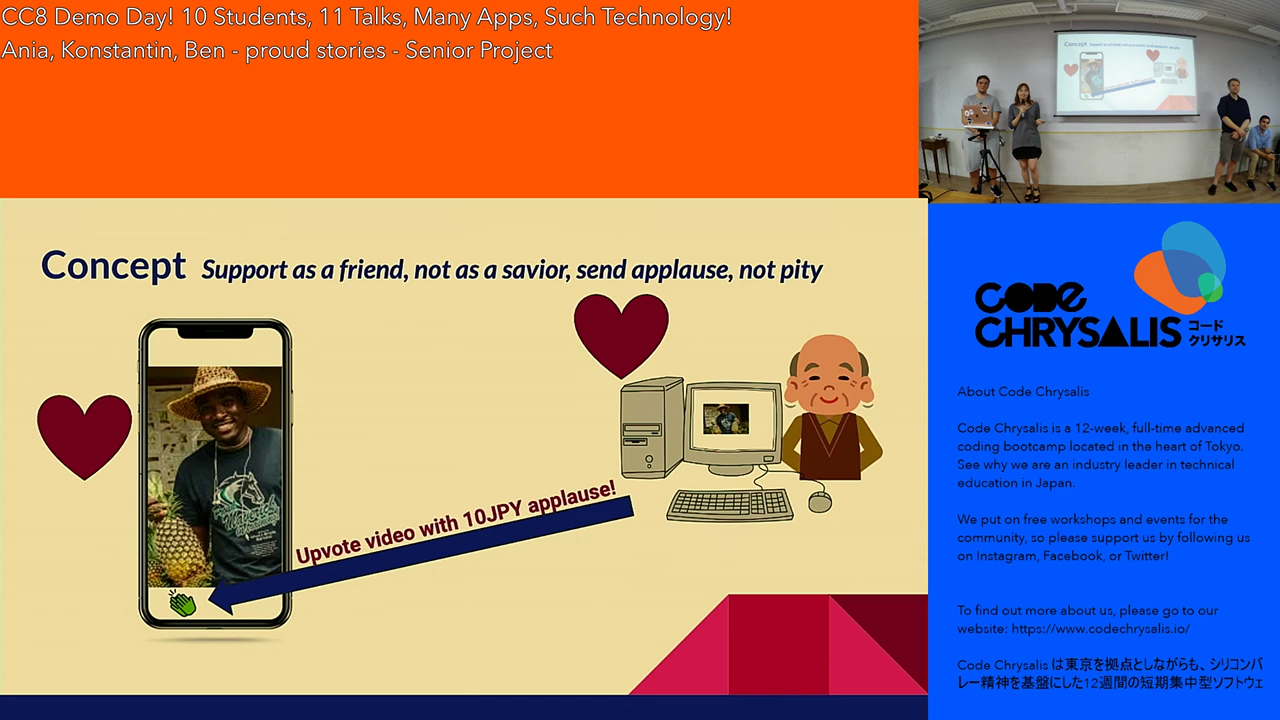 CC8 Demo Day! 10 Students, 11 Talks, Many Apps, Such Technology!
Ania, Konstantin, Ben - proud stories - Senior Project
Concept Support as a friend, not as a savior, send applause, not pity
Upvote video with 10JPY applause!
CODE
CHRYSALIS
コード
クリサリス
About Code Chrysalis
Code Chrysalis is a 12-week, full-time advanced
coding bootcamp located in the heart of Tokyo.
See why we are an industry leader in technical
education in Japan.
We put on free workshops and events for the
community, so please support us by following us
on Instagram, Facebook, or Twitter!
To find out more about us, please go to our
website: https://www.codechrysalis.io/
Code Chrysalis は東京を拠点としながらも、シリコンバ
レー精神を基盤にした12週間の短期集中型ソフトウェ